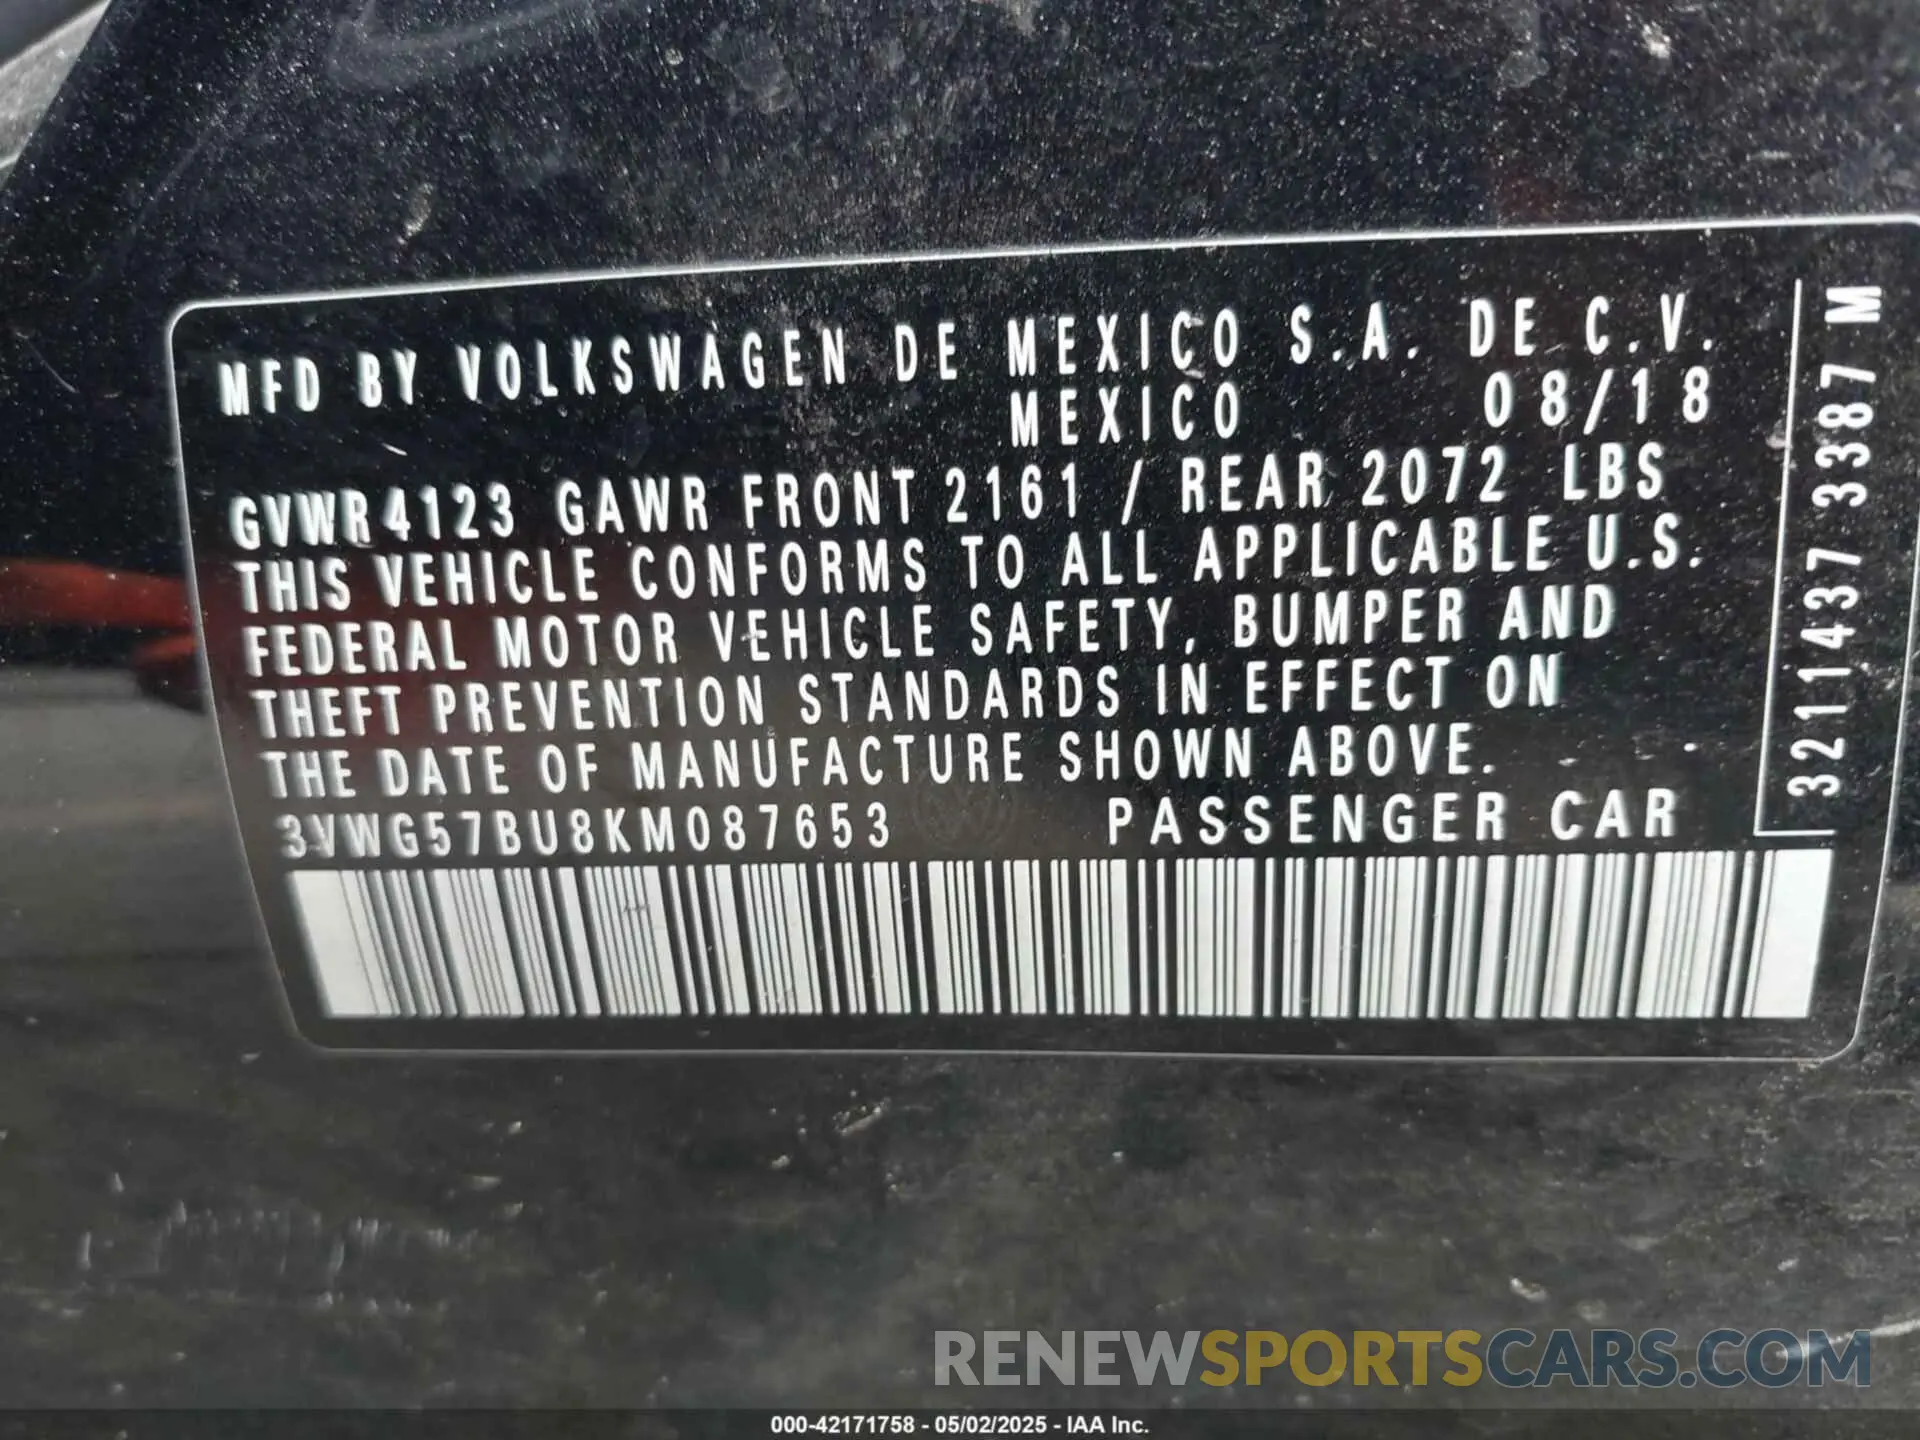 MFD BY VOLKSWAGEN DE MEXICO S.A. DE C.V.
MEXICO 08/18
GVWR 4123 GAWR FRONT 2161 / REAR 2072 LBS
THIS VEHICLE CONFORMS TO ALL APPLICABLE U.S.
FEDERAL MOTOR VEHICLE SAFETY, BUMPER AND
THEFT PREVENTION STANDARDS IN EFFECT ON
THE DATE OF MANUFACTURE SHOWN ABOVE.
3VWG57BU8KM087653 PASSENGER CAR
3211437 3387 M
RENEWSPORTSCARS.COM
000-42171758 - 05/02/2025 - IAA Inc.